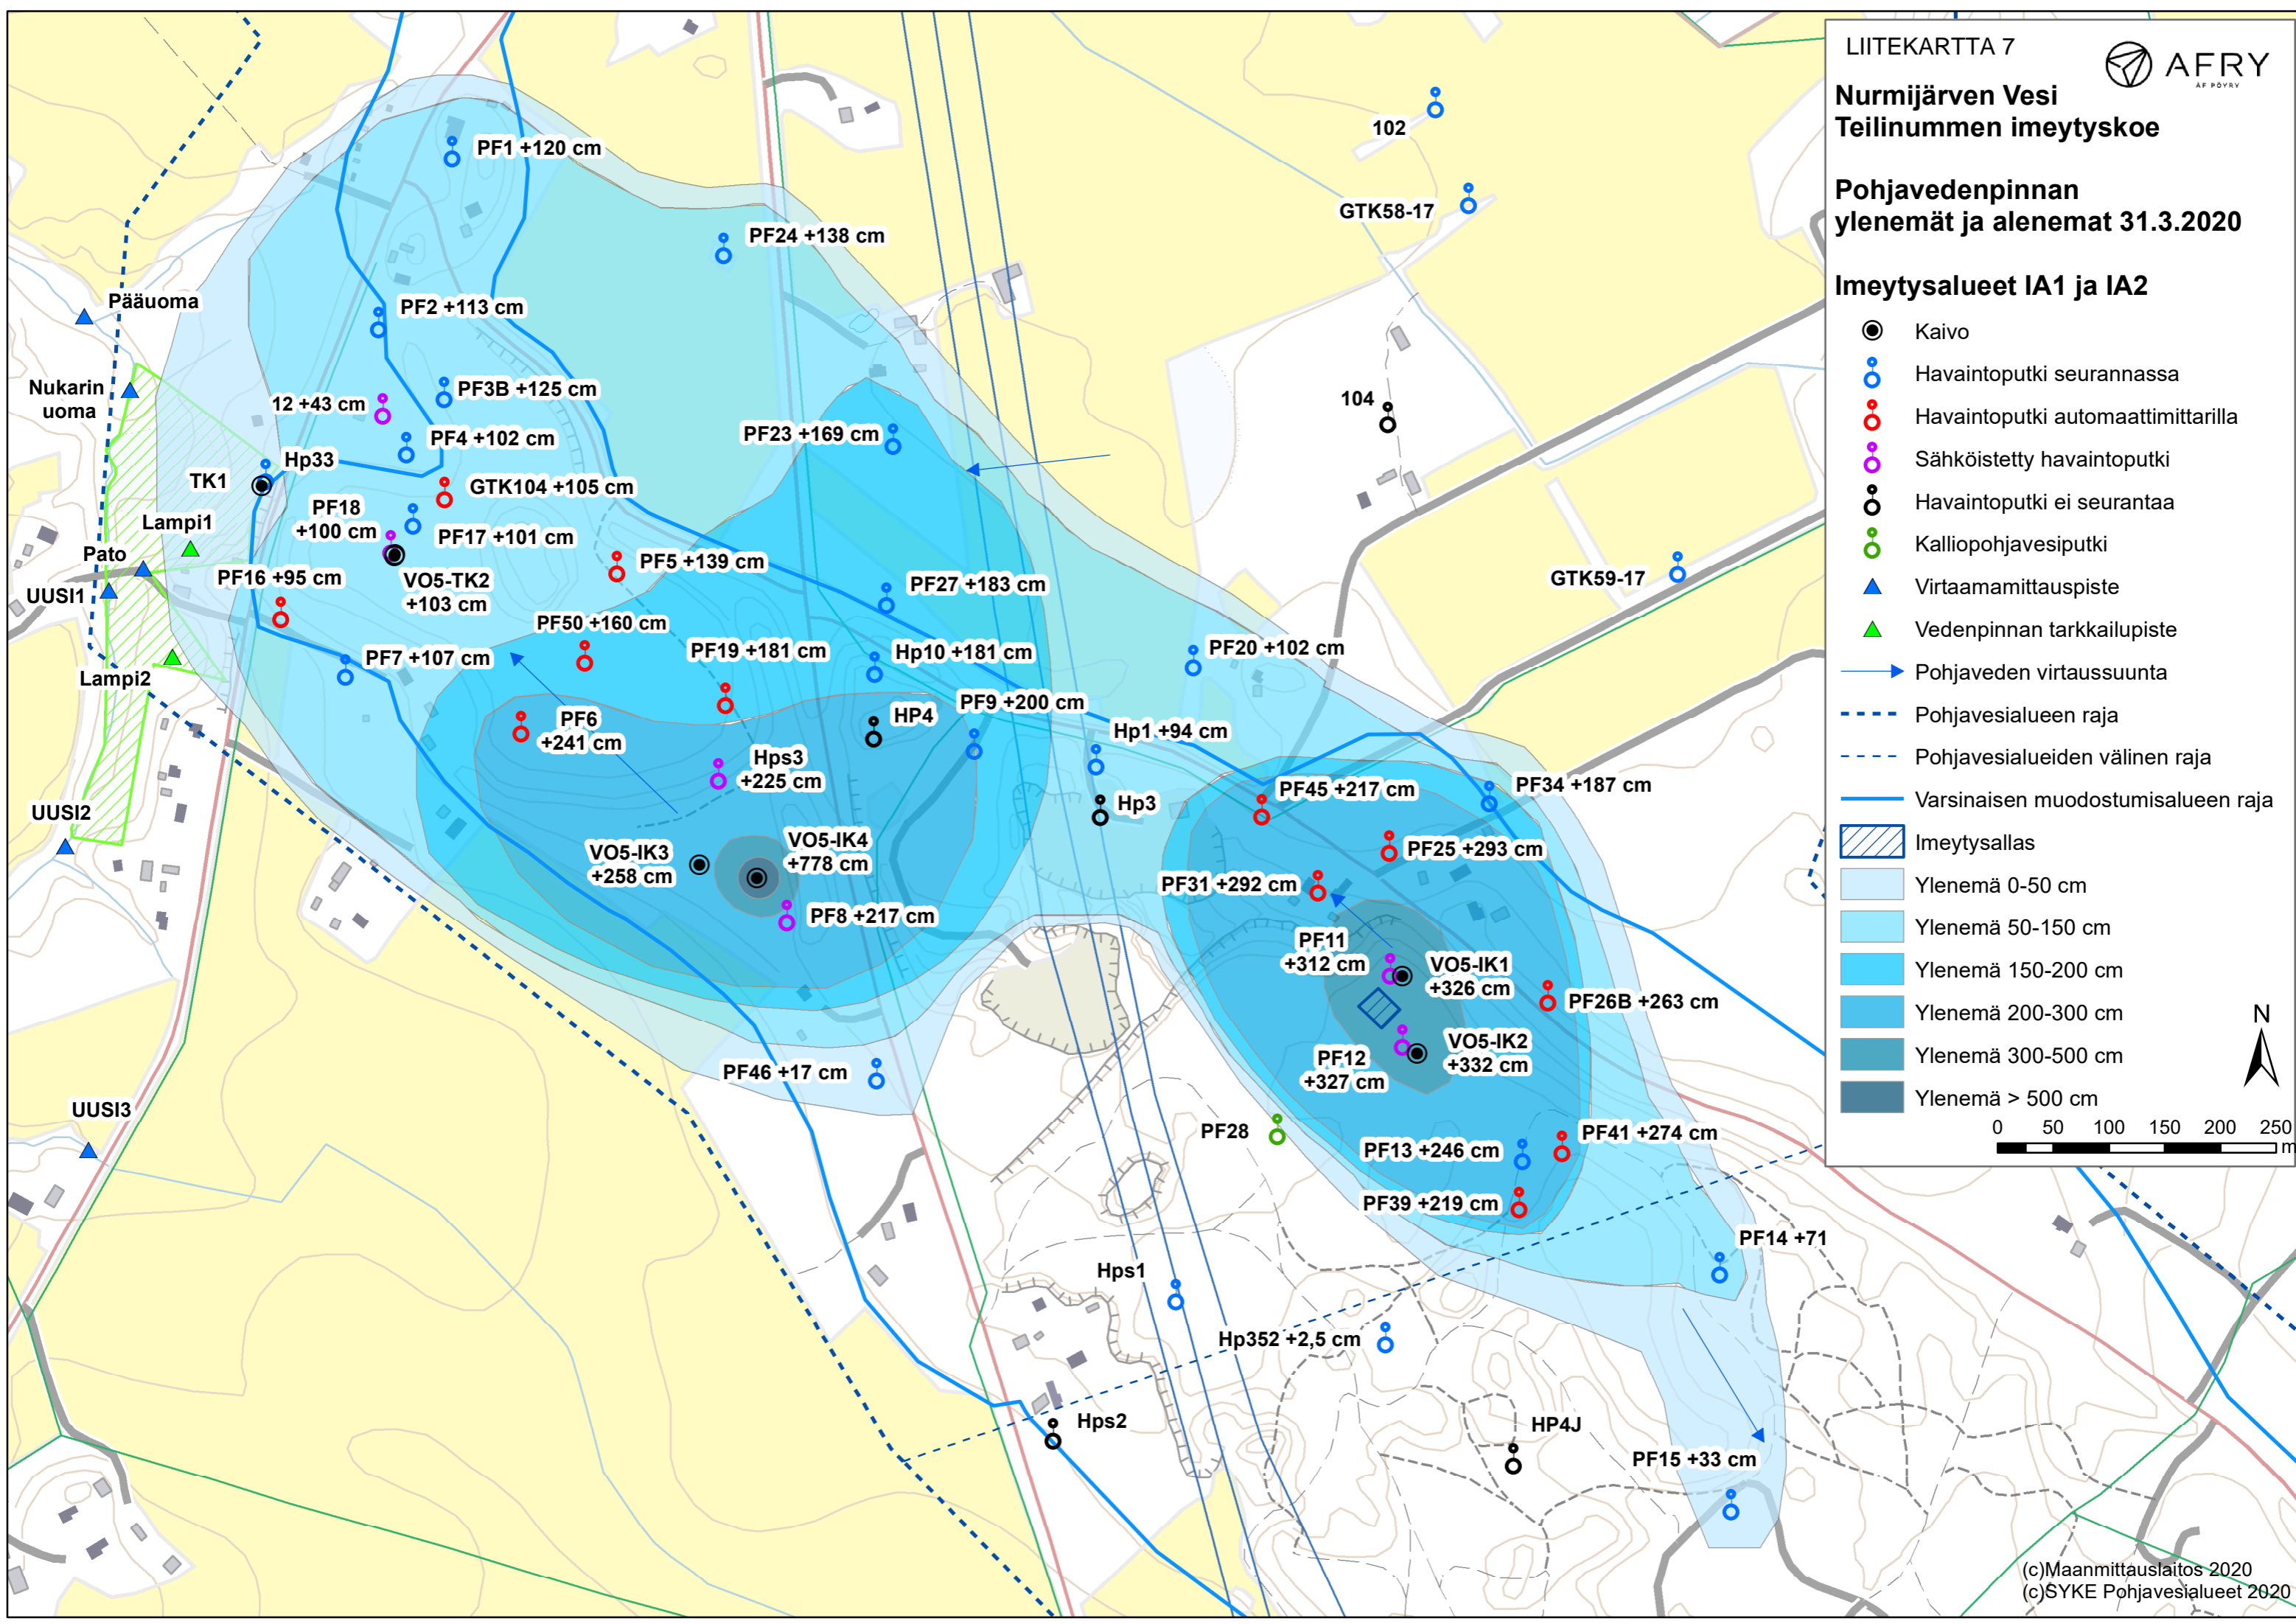 LIITEKARTTA 7
AFRY
ÅF PÖYRY
Nurmijärven Vesi
Teilinummen imeytyskoe
Pohjavedenpinnan
ylenemät ja alenemat 31.3.2020
Imeytysalueet IA1 ja IA2
Kaivo
Havaintoputki seurannassa
Havaintoputki automaattimittarilla
Sähköistetty havaintoputki
Havaintoputki ei seurantaa
Kalliopohjavesiputki
Virtaamamittauspiste
Vedenpinnan tarkkailupiste
Pohjaveden virtaussuunta
Pohjavesialueen raja
Pohjavesialueiden välinen raja
Varsinaisen muodostumisalueen raja
Imeytysallas
Ylenemä 0-50 cm
Ylenemä 50-150 cm
Ylenemä 150-200 cm
Ylenemä 200-300 cm
Ylenemä 300-500 cm
Ylenemä > 500 cm
N
0 50 100 150 200 250
m
102
PF1 +120 cm
GTK58-17
PF24 +138 cm
Pääuoma
PF2 +113 cm
Nukarin
uoma
PF3B +125 cm
12 +43 cm
104
PF4 +102 cm
PF23 +169 cm
Hp33
TK1
GTK104 +105 cm
PF18
+100 cm
Lampi1
PF17 +101 cm
Pato
PF5 +139 cm
PF16 +95 cm
VO5-TK2
+103 cm
PF27 +183 cm
GTK59-17
UUSI1
PF50 +160 cm
PF19 +181 cm
Hp10 +181 cm
PF20 +102 cm
PF7 +107 cm
Lampi2
PF9 +200 cm
PF6
+241 cm
HP4
Hp1 +94 cm
Hps3
+225 cm
PF45 +217 cm
PF34 +187 cm
Hp3
UUSI2
VO5-IK4
+778 cm
VO5-IK3
+258 cm
PF25 +293 cm
PF31 +292 cm
PF8 +217 cm
PF11
+312 cm
VO5-IK1
+326 cm
PF26B +263 cm
VO5-IK2
+332 cm
PF12
+327 cm
PF46 +17 cm
UUSI3
PF28
PF41 +274 cm
PF13 +246 cm
PF39 +219 cm
PF14 +71
Hps1
Hp352 +2,5 cm
Hps2
HP4J
PF15 +33 cm
(c)Maanmittauslaitos 2020
(c)SYKE Pohjavesialueet 2020